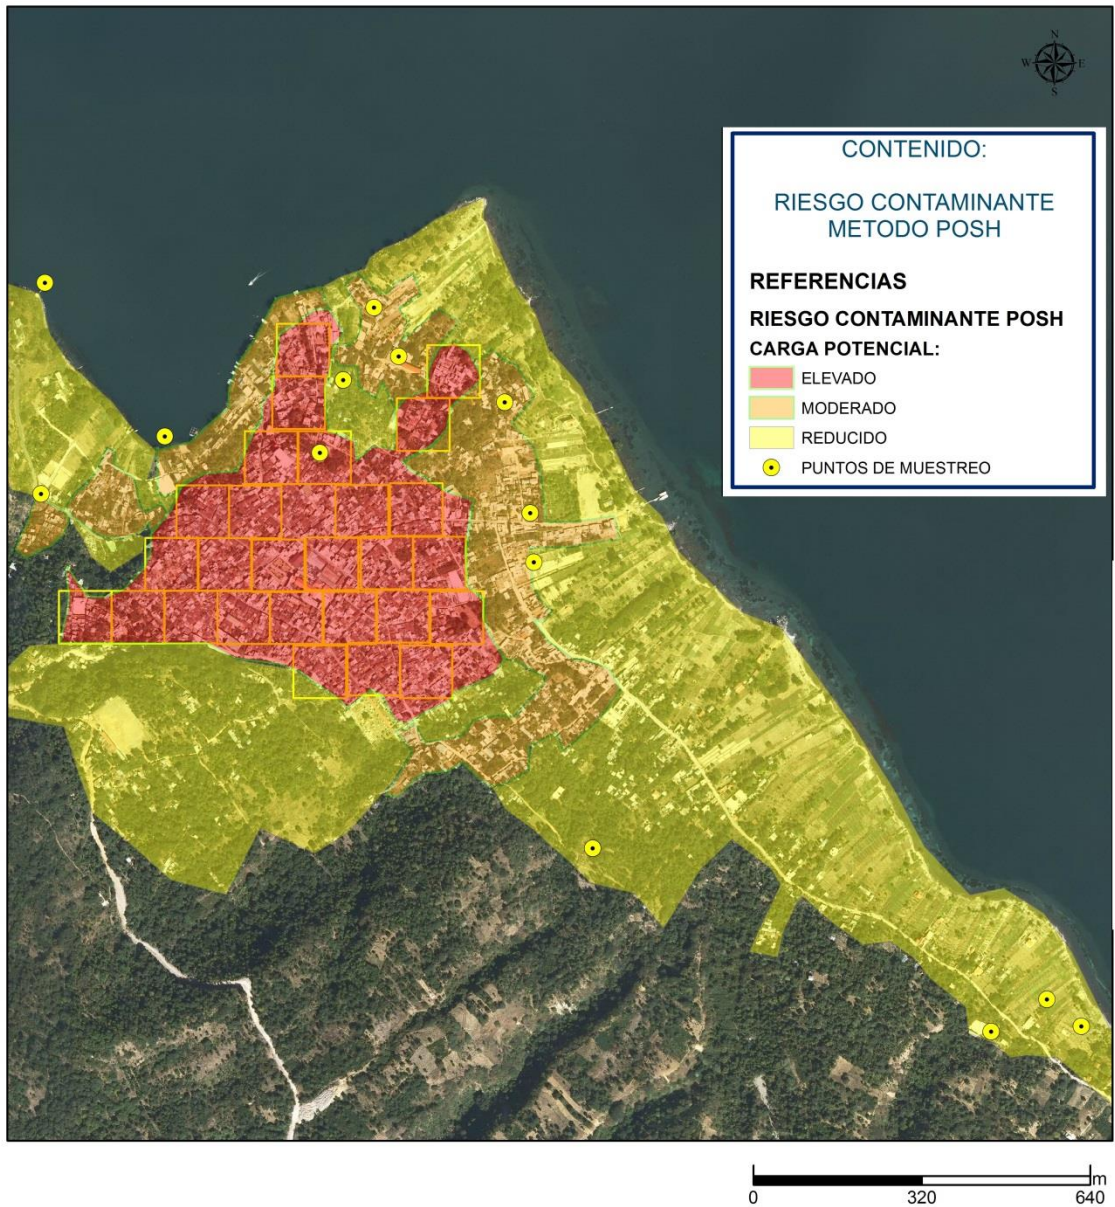 N
W E
S
CONTENIDO:
RIESGO CONTAMINANTE
METODO POSH
REFERENCIAS
RIESGO CONTAMINANTE POSH
CARGA POTENCIAL:
ELEVADO
MODERADO
REDUCIDO
PUNTOS DE MUESTREO
m
0 320 640